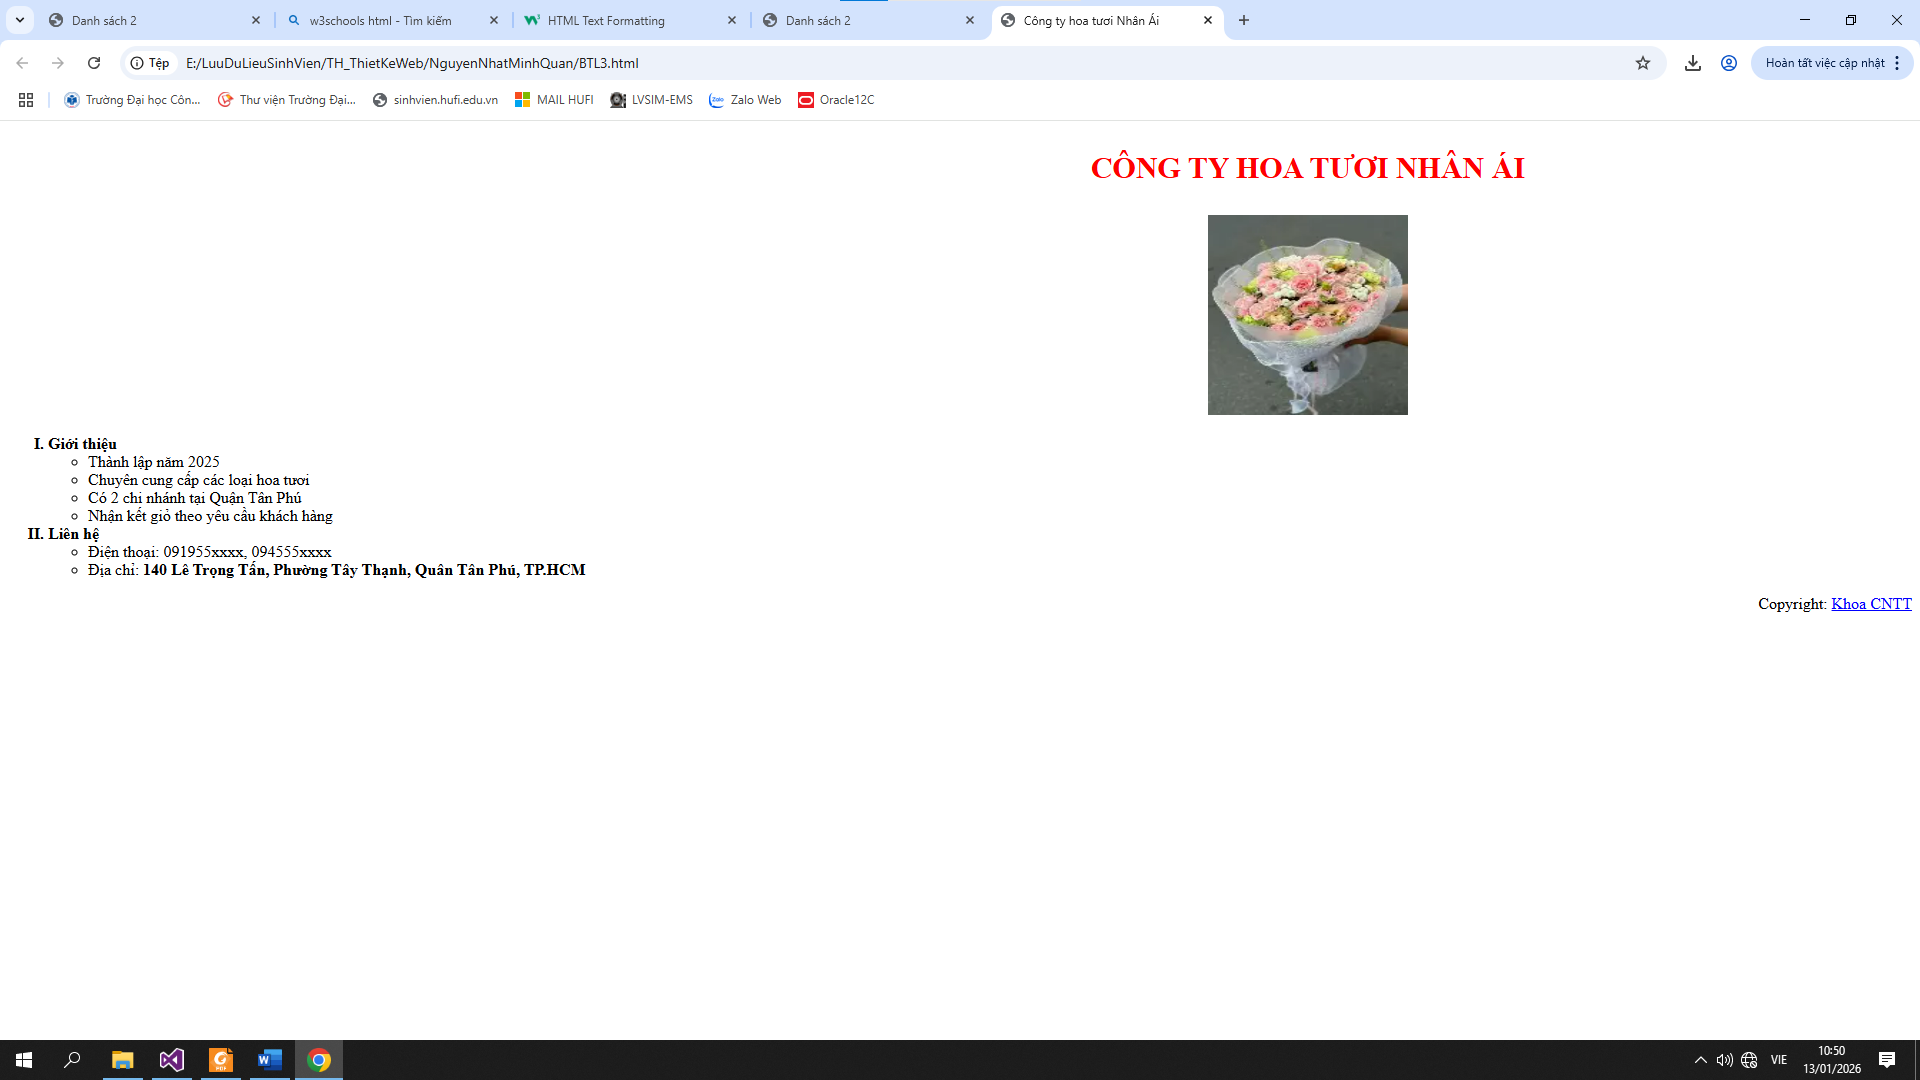 Danh sách 2
w3schools html - Tìm kiếm
HTML Text Formatting
Danh sách 2
Công ty hoa tươi Nhân Ái
Tệp
E:/LuuDuLieuSinhVien/TH_ThietKeWeb/NguyenNhatMinhQuan/BTL3.html
Hoàn tất việc cập nhật
Trường Đại học Côn...
Thư viện Trường Đại...
sinhvien.hufi.edu.vn
MAIL HUFI
LVSIM-EMS
Zalo Web
Oracle12C
CÔNG TY HOA TƯƠI NHÂN ÁI
I. Giới thiệu
Thành lập năm 2025
Chuyên cung cấp các loại hoa tươi
Có 2 chi nhánh tại Quận Tân Phú
Nhận kết giỏ theo yêu cầu khách hàng
II. Liên hệ
Điện thoại: 091955xxxx, 094555xxxx
Địa chỉ: 140 Lê Trọng Tấn, Phường Tây Thạnh, Quân Tân Phú, TP.HCM
Copyright: Khoa CNTT
VIE
10:50
13/01/2026